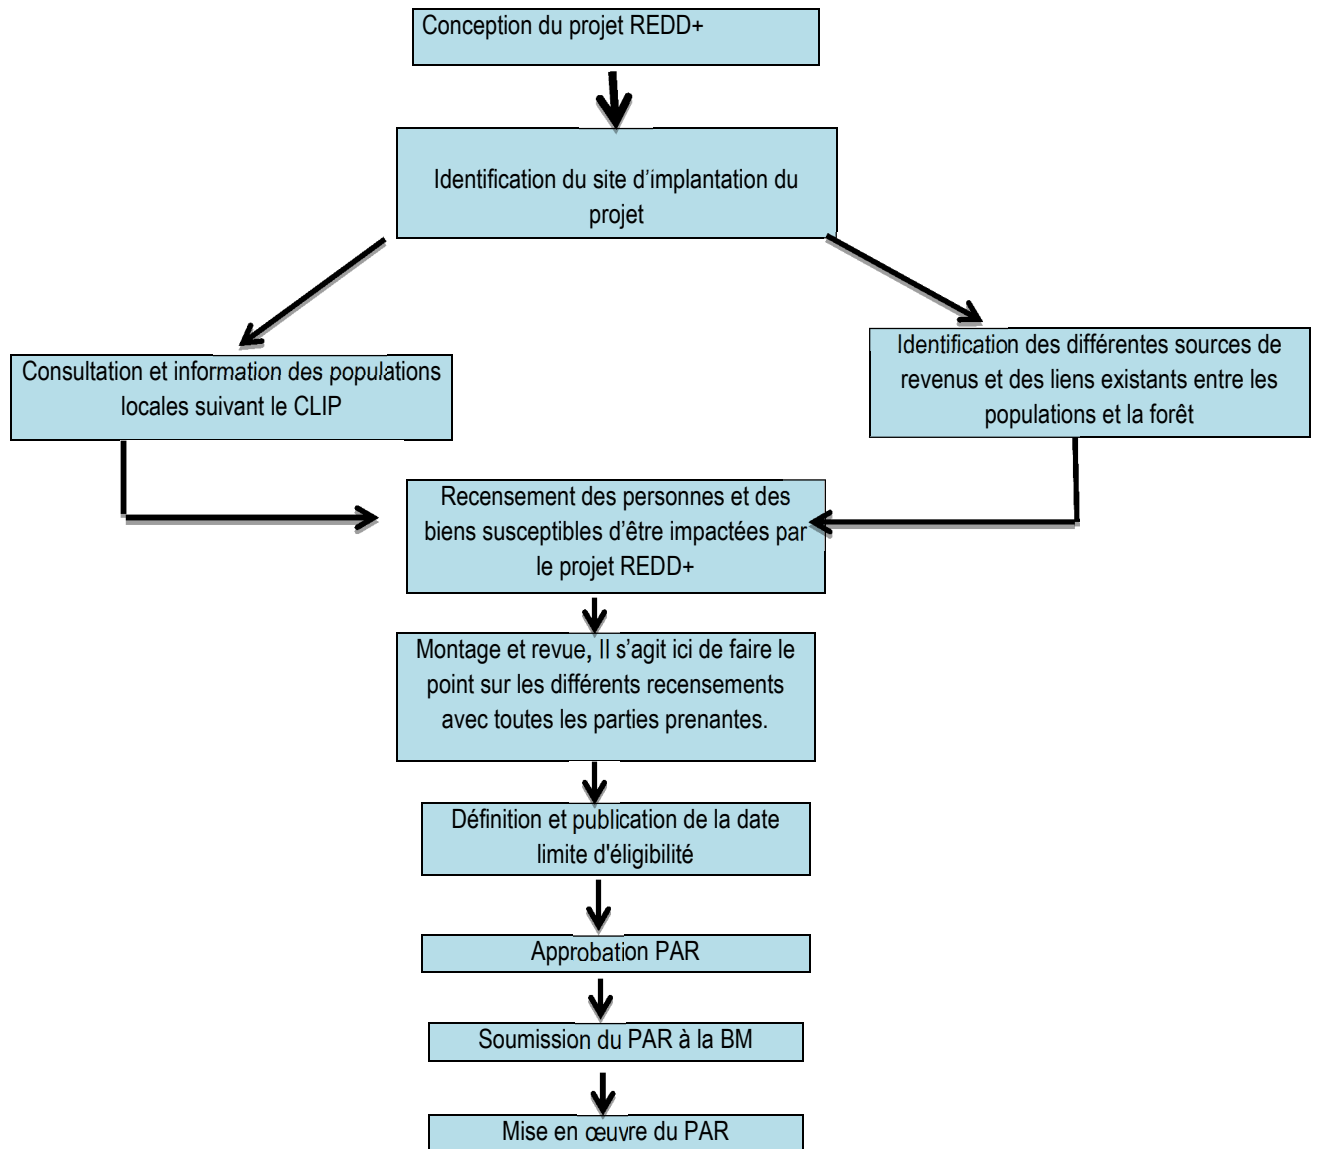 Conception du projet REDD+
Identification du site d'implantation du
projet
Consultation et information des populations
locales suivant le CLIP
Identification des différentes sources de
revenus et des liens existants entre les
populations et la forêt
Recensement des personnes et des
biens susceptibles d'être impactées par
le projet REDD+
Montage et revue, Il s'agit ici de faire le
point sur les différents recensements
avec toutes les parties prenantes.
Définition et publication de la date
limite d'éligibilité
Approbation PAR
Soumission du PAR à la BM
Mise en œuvre du PAR